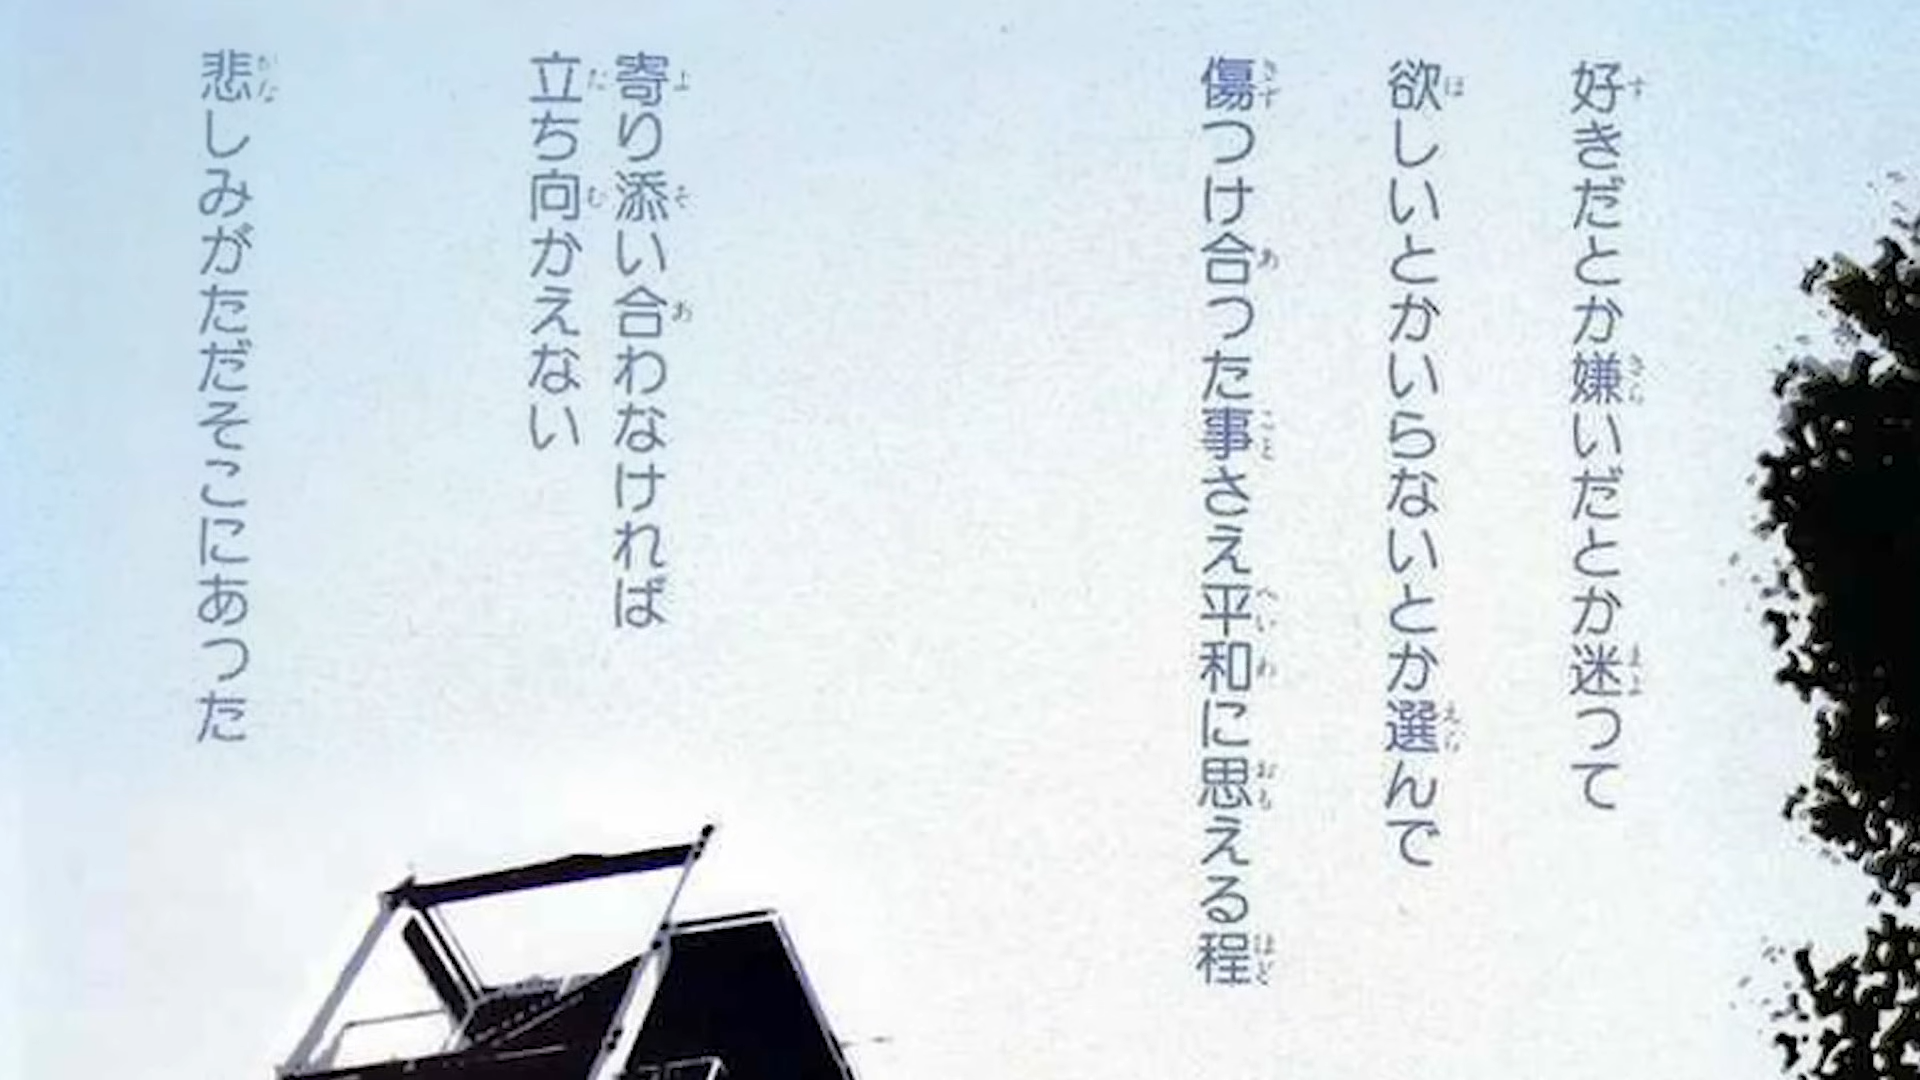 好きだとか嫌いだとか迷って
欲しいとかいらないとか選んで
傷つけ合った事さえ平和に思える程
寄り添い合わなければ
立ち向かえない
悲しみがただそこにあった